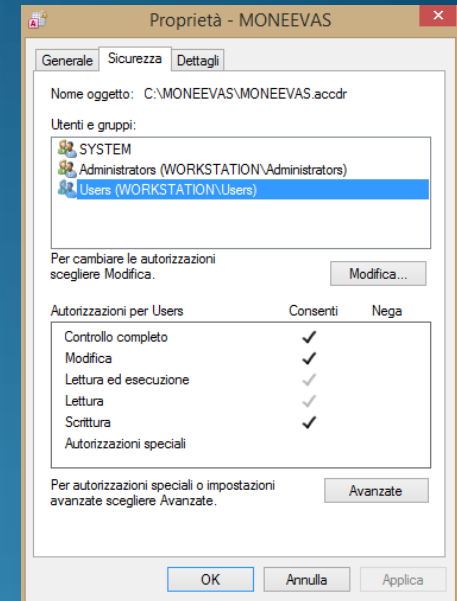 Proprietà - MONEEVAS
Generale Sicurezza Dettagli
Nome oggetto: C:\MONEEVAS\MONEEVAS.accdr
Utenti e gruppi:
SYSTEM
Administrators (WORKSTATION\Administrators)
Users (WORKSTATION\Users)
Per cambiare le autorizzazioni
scegliere Modifica.
Modifica...
Autorizzazioni per Users Consenti Nega
Controllo completo
Modifica
Lettura ed esecuzione
Lettura
Scrittura
Autorizzazioni speciali
Per autorizzazioni speciali o impostazioni
avanzate scegliere Avanzate.
Avanzate
OK Annulla Applica